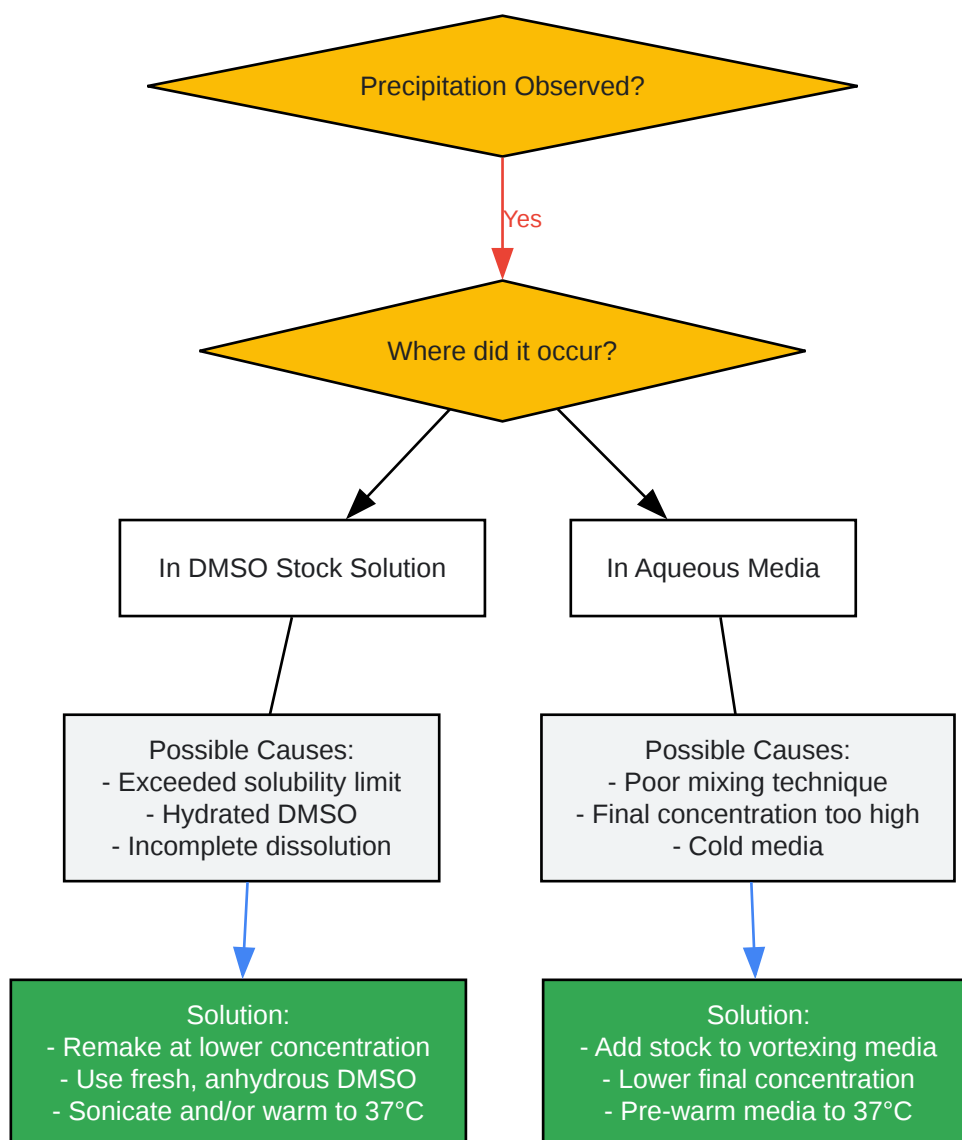 Precipitation Observed?
Yes
Where did it occur?
In DMSO Stock Solution
In Aqueous Media
Possible Causes:
- Exceeded solubility limit
- Hydrated DMSO
- Incomplete dissolution
Possible Causes:
- Poor mixing technique
- Final concentration too high
- Cold media
Solution:
- Remake at lower concentration
- Use fresh, anhydrous DMSO
- Sonicate and/or warm to 37°C
Solution:
- Add stock to vortexing media
- Lower final concentration
- Pre-warm media to 37°C